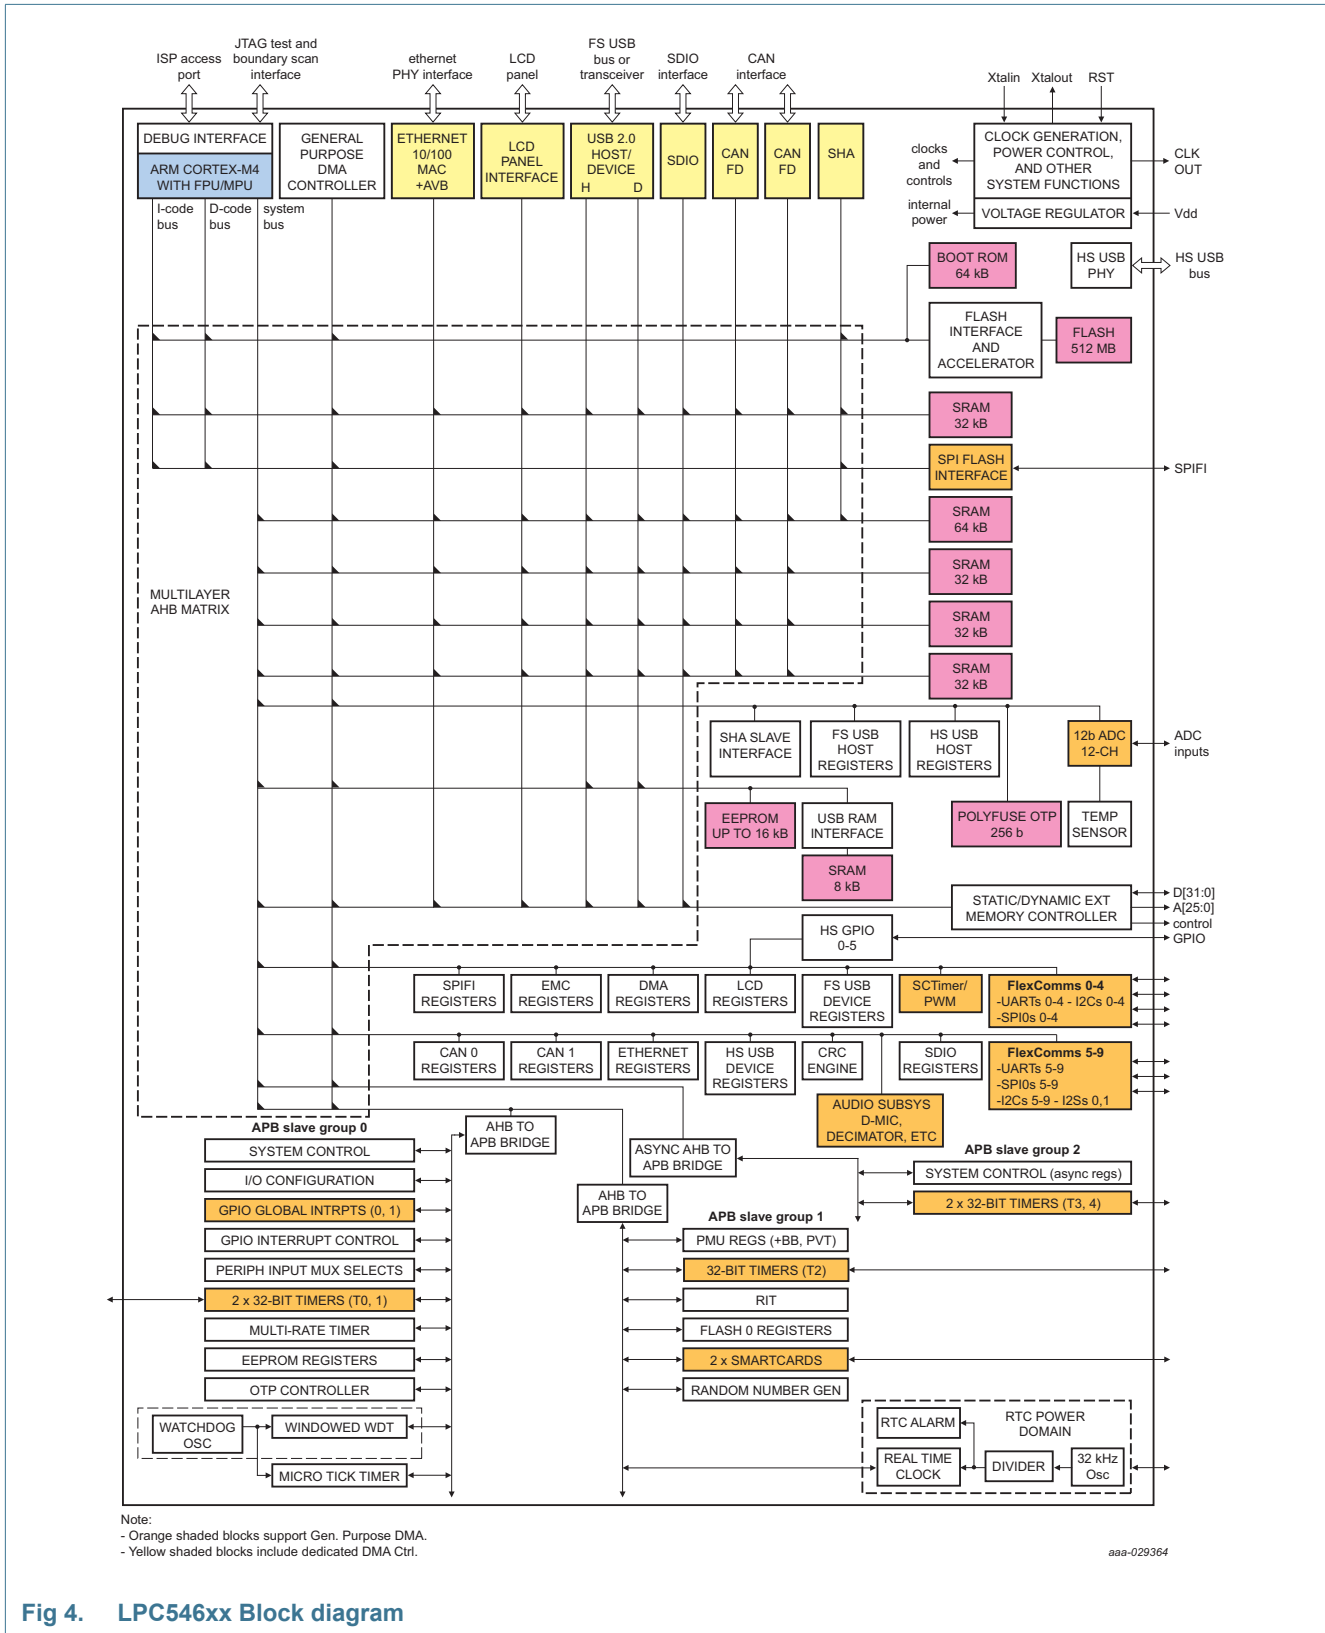 ISP access
port
JTAG test and
boundary scan
interface
ethernet
PHY interface
LCD
panel
FS USB
bus or
transceiver
SDIO
interface
CAN
interface
Xtalin
Xtalout
RST
DEBUG INTERFACE
ARM CORTEX-M4
WITH FPU/MPU
GENERAL
PURPOSE
DMA
CONTROLLER
ETHERNET
10/100
MAC
+AVB
LCD
PANEL
INTERFACE
USB 2.0
HOST/
DEVICE
H D
SDIO
CAN
FD
CAN
FD
SHA
clocks
and
controls
CLOCK GENERATION,
POWER CONTROL,
AND OTHER
SYSTEM FUNCTIONS
CLK
OUT
internal
power
VOLTAGE REGULATOR
Vdd
I-code
bus
D-code
bus
system
bus
BOOT ROM
64 kB
HS USB
PHY
HS USB
bus
FLASH
INTERFACE
AND
ACCELERATOR
FLASH
512 MB
SRAM
32 kB
SPI FLASH
INTERFACE
SPIFI
SRAM
64 kB
SRAM
32 kB
MULTILAYER
AHB MATRIX
SRAM
32 kB
SRAM
32 kB
SHA SLAVE
INTERFACE
FS USB
HOST
REGISTERS
HS USB
HOST
REGISTERS
12b ADC
12-CH
ADC
inputs
EEPROM
UP TO 16 kB
USB RAM
INTERFACE
POLYFUSE OTP
256 b
TEMP
SENSOR
SRAM
8 kB
STATIC/DYNAMIC EXT
MEMORY CONTROLLER
D[31:0]
A[25:0]
control
GPIO
HS GPIO
0-5
SPIFI
REGISTERS
EMC
REGISTERS
DMA
REGISTERS
LCD
REGISTERS
FS USB
DEVICE
REGISTERS
SCTimer/
PWM
FlexComms 0-4
-UARTs 0-4 - I2Cs 0-4
-SPI0s 0-4
CAN 0
REGISTERS
CAN 1
REGISTERS
ETHERNET
REGISTERS
HS USB
DEVICE
REGISTERS
CRC
ENGINE
SDIO
REGISTERS
FlexComms 5-9
-UARTs 5-9
-SPI0s 5-9
-I2Cs 5-9 - I2Ss 0,1
AUDIO SUBSYS
D-MIC,
DECIMATOR, ETC
APB slave group 0
AHB TO
APB BRIDGE
ASYNC AHB TO
APB BRIDGE
APB slave group 2
SYSTEM CONTROL
SYSTEM CONTROL (async regs)
I/O CONFIGURATION
AHB TO
APB BRIDGE
2 x 32-BIT TIMERS (T3, 4)
GPIO GLOBAL INTRPTS (0, 1)
APB slave group 1
GPIO INTERRUPT CONTROL
PMU REGS (+BB, PVT)
PERIPH INPUT MUX SELECTS
32-BIT TIMERS (T2)
2 x 32-BIT TIMERS (T0, 1)
RIT
MULTI-RATE TIMER
FLASH 0 REGISTERS
EEPROM REGISTERS
2 x SMARTCARDS
OTP CONTROLLER
RANDOM NUMBER GEN
WATCHDOG
OSC
WINDOWED WDT
RTC ALARM
RTC POWER
DOMAIN
MICRO TICK TIMER
REAL TIME
CLOCK
DIVIDER
32 kHz
Osc
Note:
- Orange shaded blocks support Gen. Purpose DMA.
- Yellow shaded blocks include dedicated DMA Ctrl.
aaa-029364
Fig 4. LPC546xx Block diagram